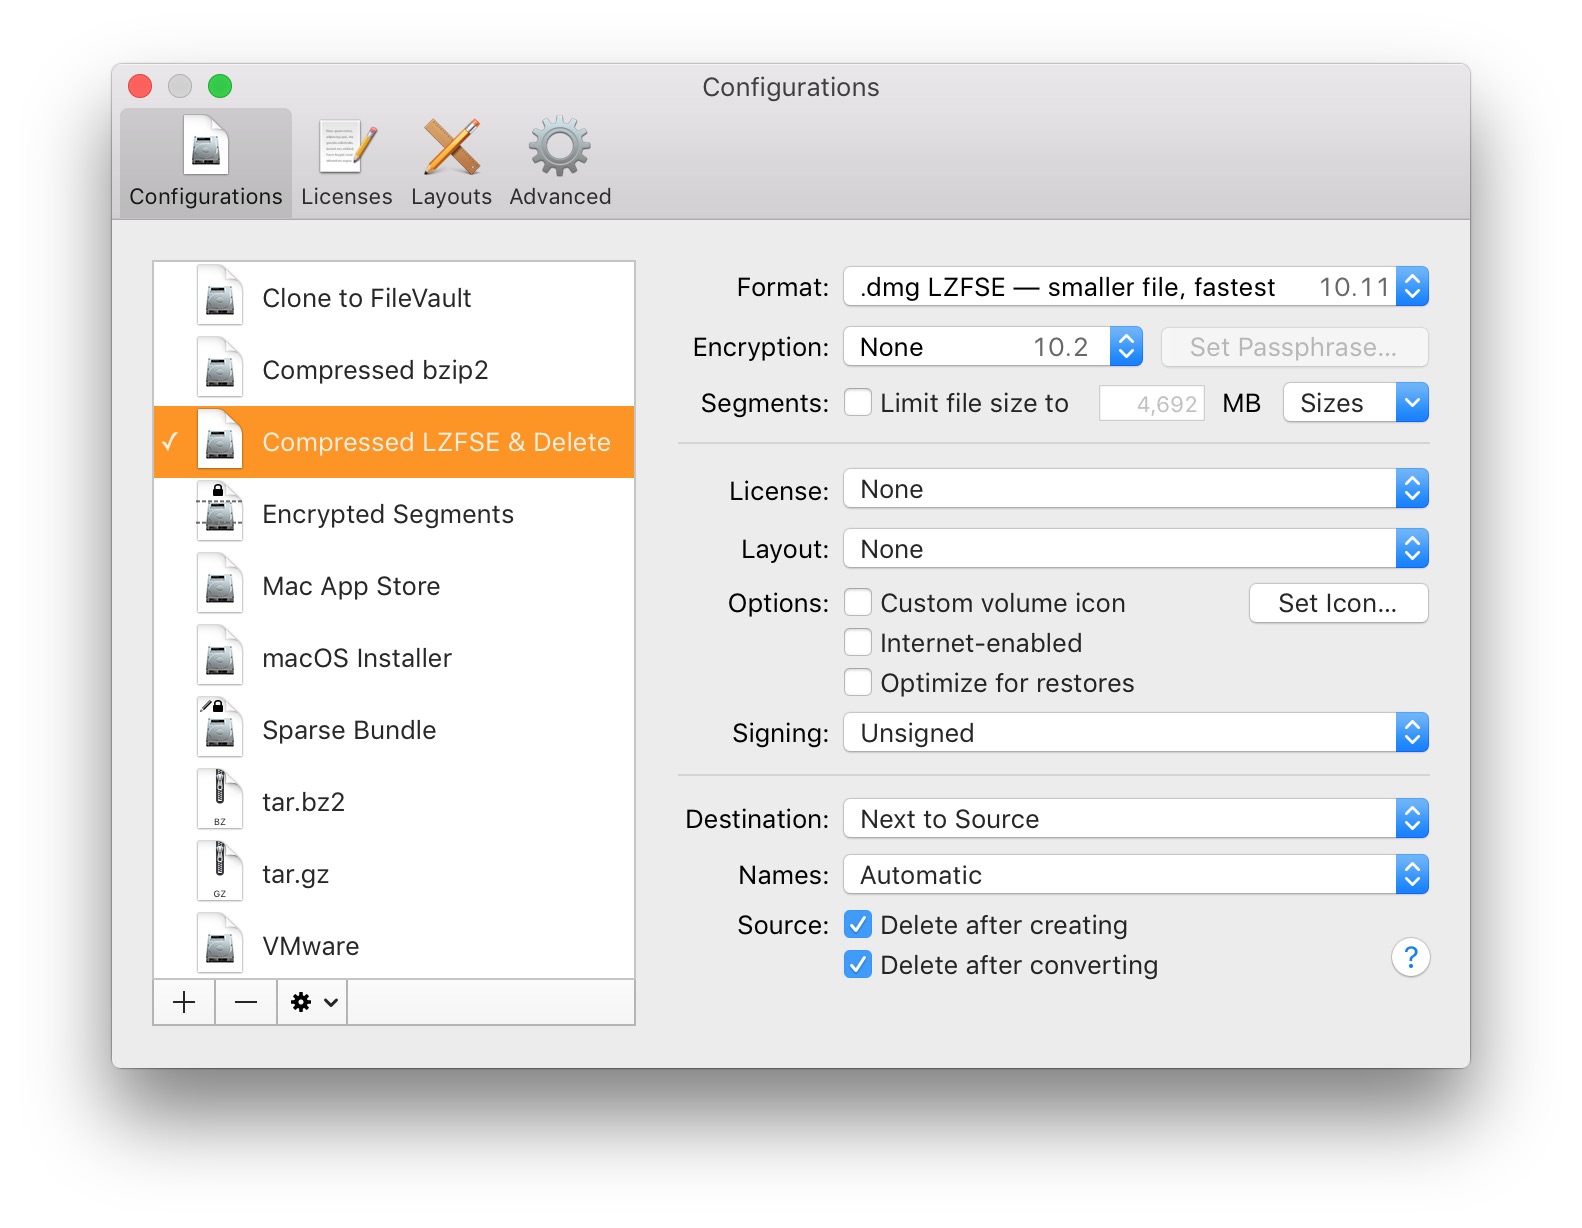 Configurations
Configurations
Licenses
Layouts
Advanced
Clone to FileVault
Compressed bzip2
✓ Compressed LZFSE & Delete
Encrypted Segments
Mac App Store
macOS Installer
Sparse Bundle
BZ
tar.bz2
GZ
tar.gz
VMware
Format: .dmg LZFSE — smaller file, fastest 10.11
Encryption: None 10.2 Set Passphrase...
Segments: Limit file size to 4,692 MB Sizes
License: None
Layout: None
Options: Custom volume icon Set Icon...
Internet-enabled
Optimize for restores
Signing: Unsigned
Destination: Next to Source
Names: Automatic
Source: Delete after creating
Delete after converting
?